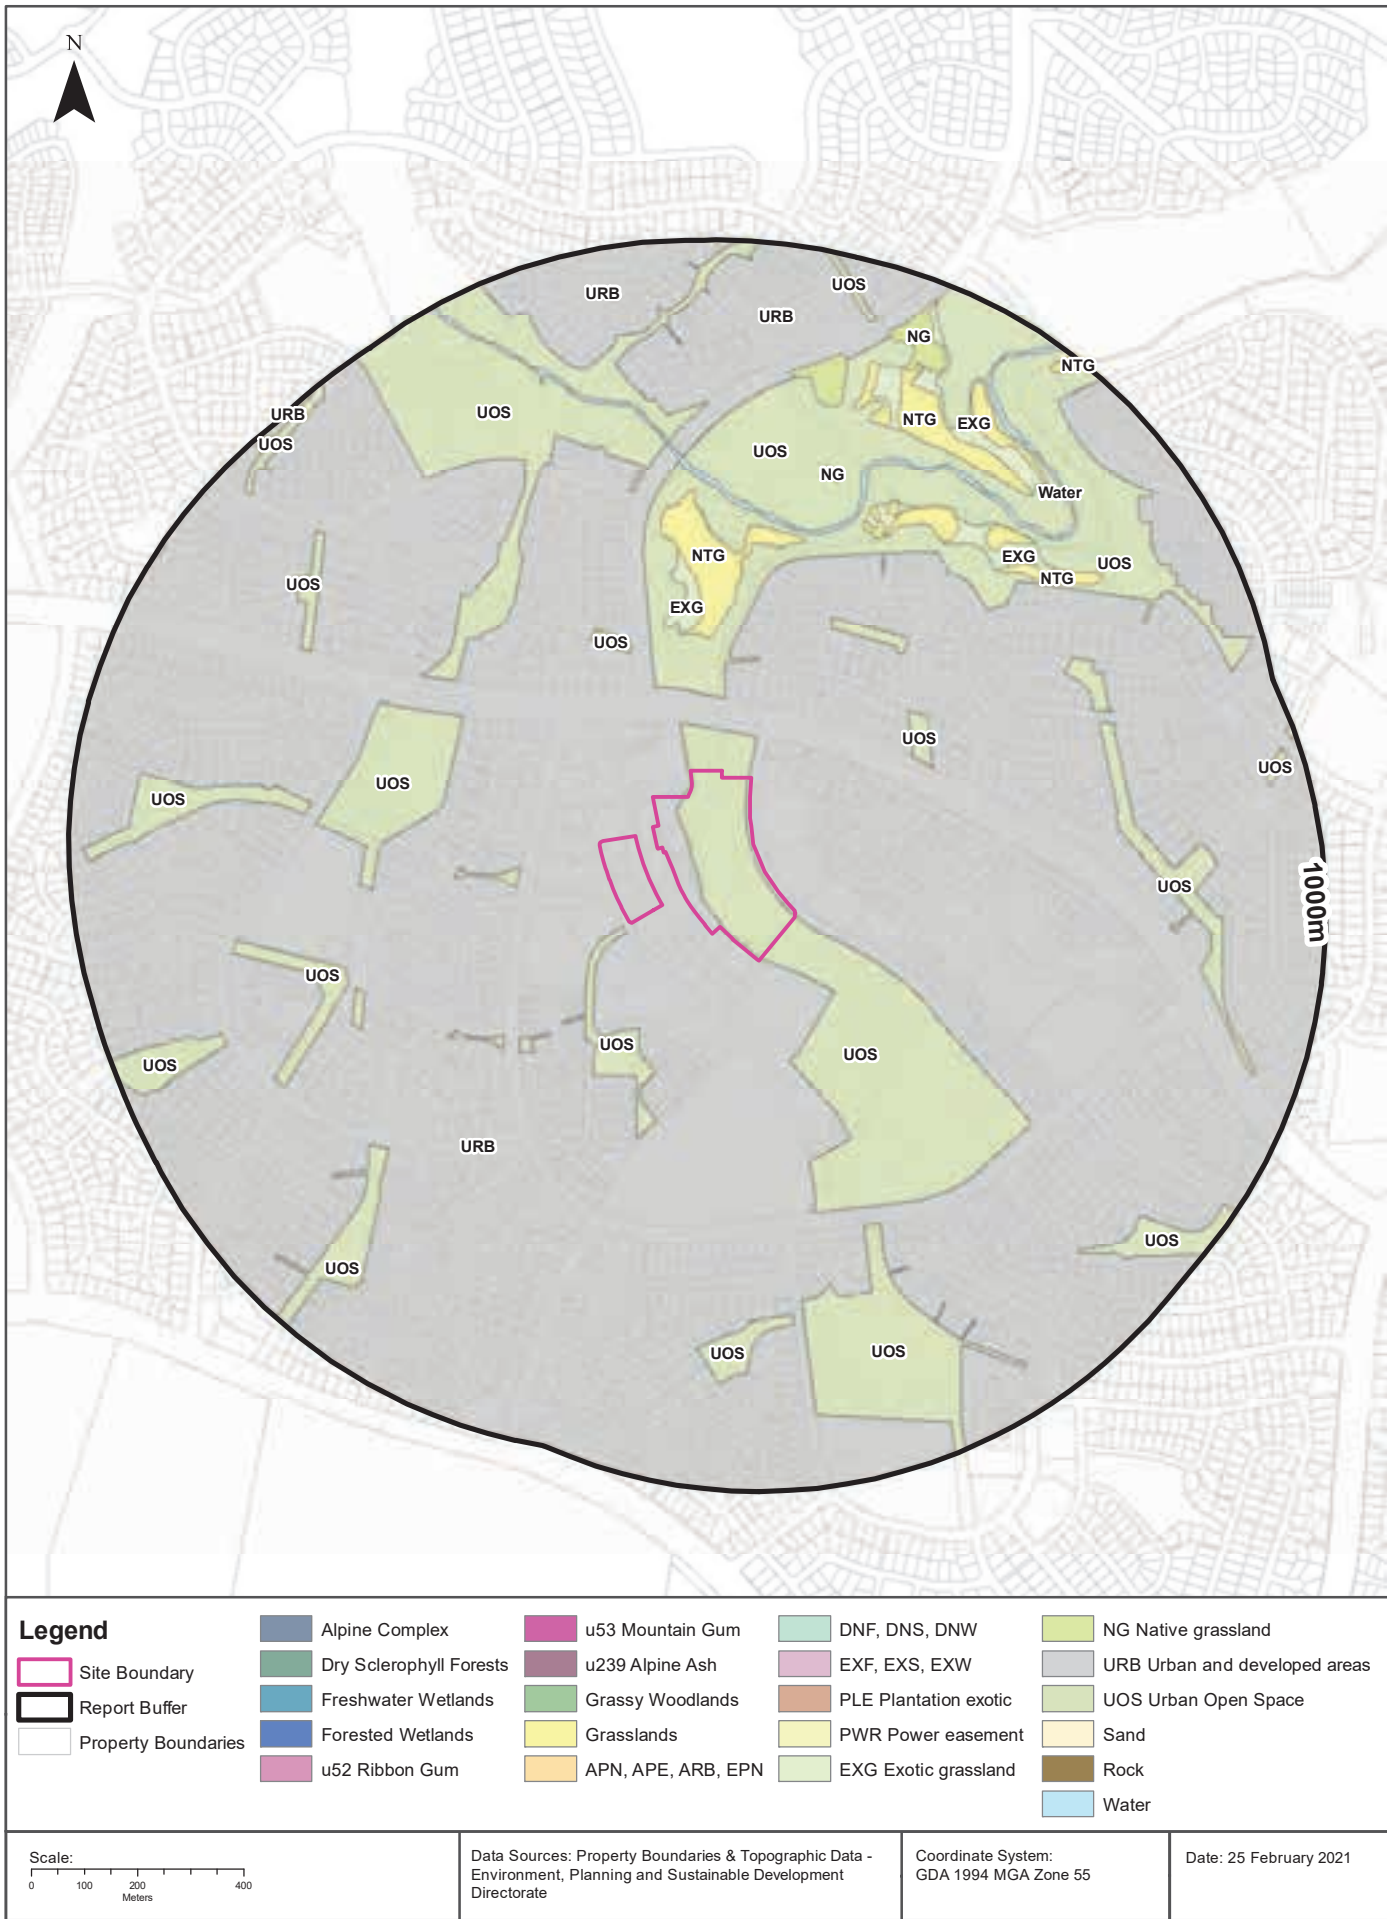 N
URB
UOS
URB
NG
NTG
URB
UOS
UOS
NTG
EXG
UOS
NG
Water
NTG
EXG
UOS
NTG
UOS
EXG
UOS
UOS
UOS
UOS
UOS
UOS
UOS
1000m
UOS
UOS
UOS
UOS
UOS
URB
UOS
UOS
UOS
UOS
Legend
Site Boundary
Report Buffer
Property Boundaries
Alpine Complex
Dry Sclerophyll Forests
Freshwater Wetlands
Forested Wetlands
u52 Ribbon Gum
u53 Mountain Gum
u239 Alpine Ash
Grassy Woodlands
Grasslands
APN, APE, ARB, EPN
DNF, DNS, DNW
EXF, EXS, EXW
PLE Plantation exotic
PWR Power easement
EXG Exotic grassland
NG Native grassland
URB Urban and developed areas
UOS Urban Open Space
Sand
Rock
Water
Scale:
0 100 200 400
Meters
Data Sources: Property Boundaries & Topographic Data -
Environment, Planning and Sustainable Development
Directorate
Coordinate System:
GDA 1994 MGA Zone 55
Date: 25 February 2021